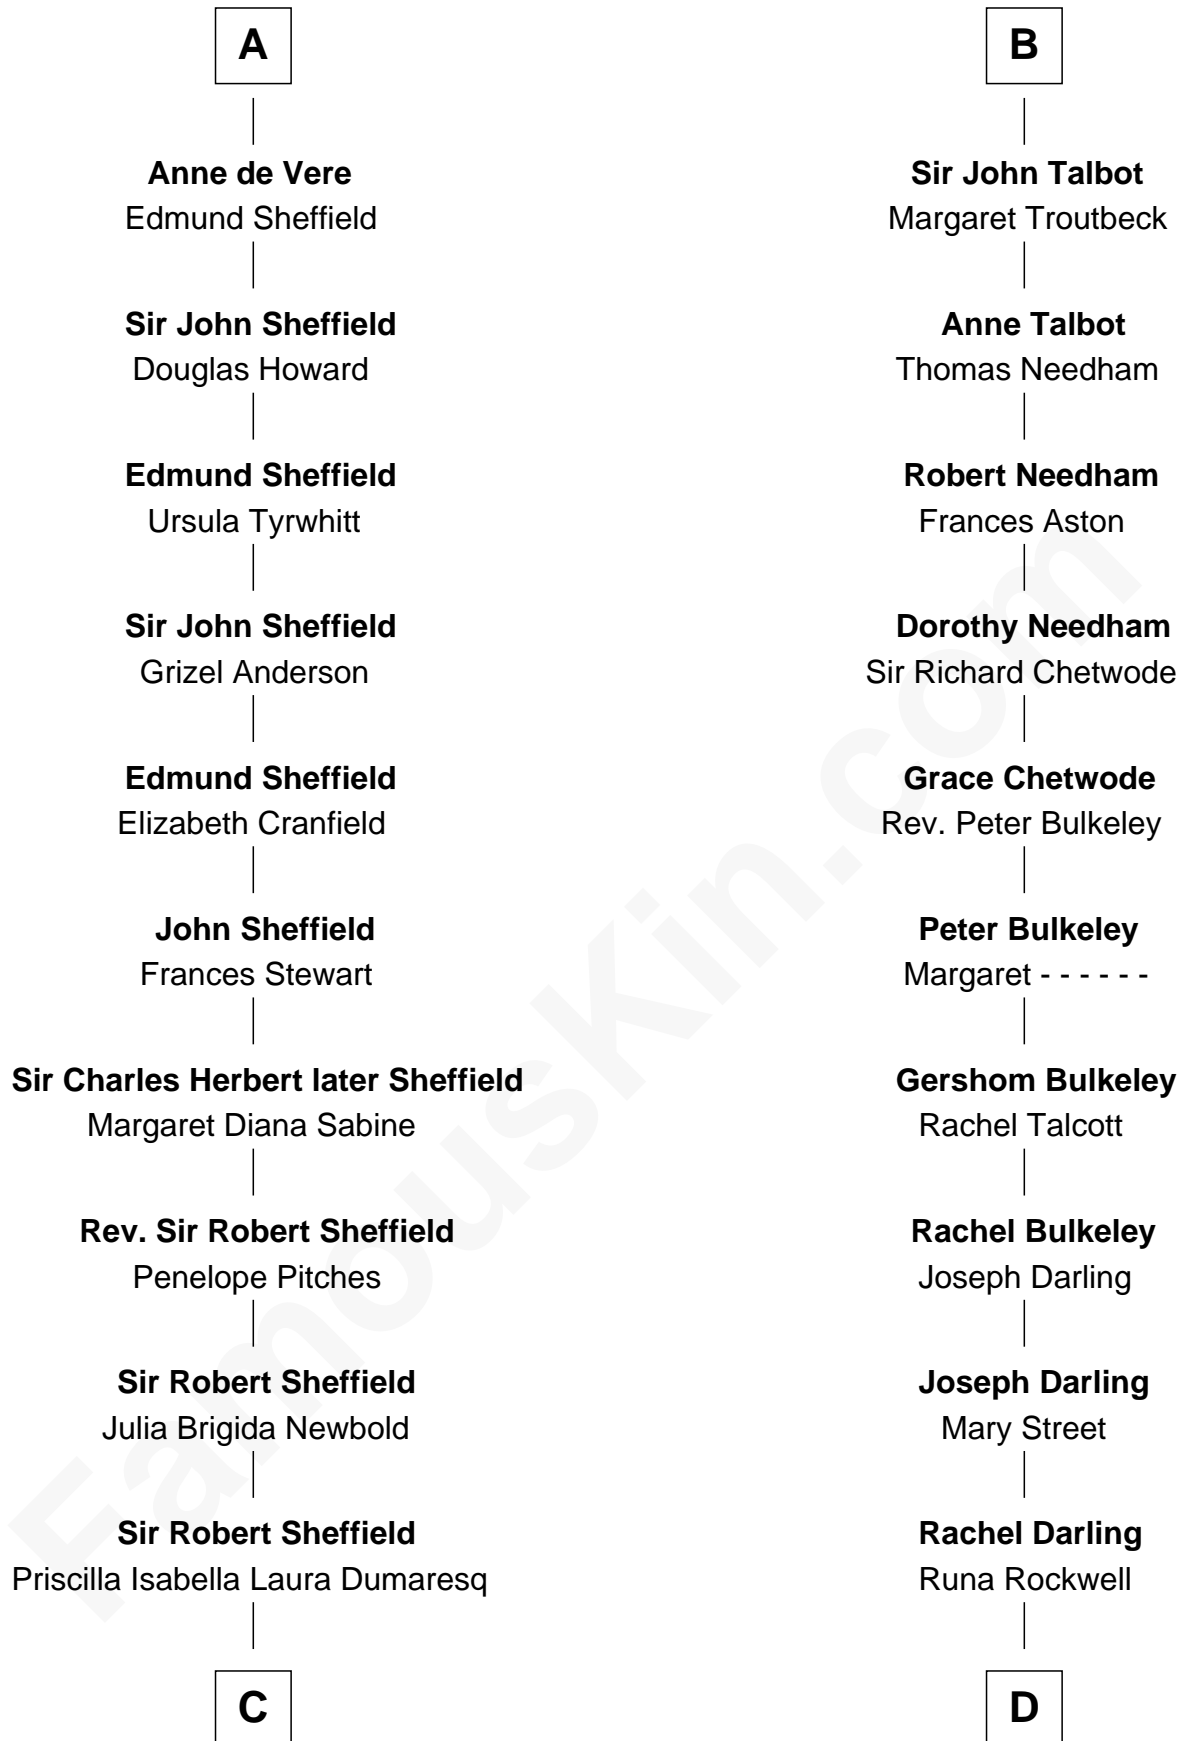 A
Anne de Vere
Edmund Sheffield
Sir John Sheffield
Douglas Howard
Edmund Sheffield
Ursula Tyrwhitt
Sir John Sheffield
Grizel Anderson
Edmund Sheffield
Elizabeth Cranfield
John Sheffield
Frances Stewart
Sir Charles Herbert later Sheffield
Margaret Diana Sabine
Rev. Sir Robert Sheffield
Penelope Pitches
Sir Robert Sheffield
Julia Brigida Newbold
Sir Robert Sheffield
Priscilla Isabella Laura Dumaresq
C
B
Sir John Talbot
Margaret Troutbeck
Anne Talbot
Thomas Needham
Robert Needham
Frances Aston
Dorothy Needham
Sir Richard Chetwode
Grace Chetwode
Rev. Peter Bulkeley
Peter Bulkeley
Margaret - - - - - -
Gershom Bulkeley
Rachel Talcott
Rachel Bulkeley
Joseph Darling
Joseph Darling
Mary Street
Rachel Darling
Runa Rockwell
D
FamousKin.com